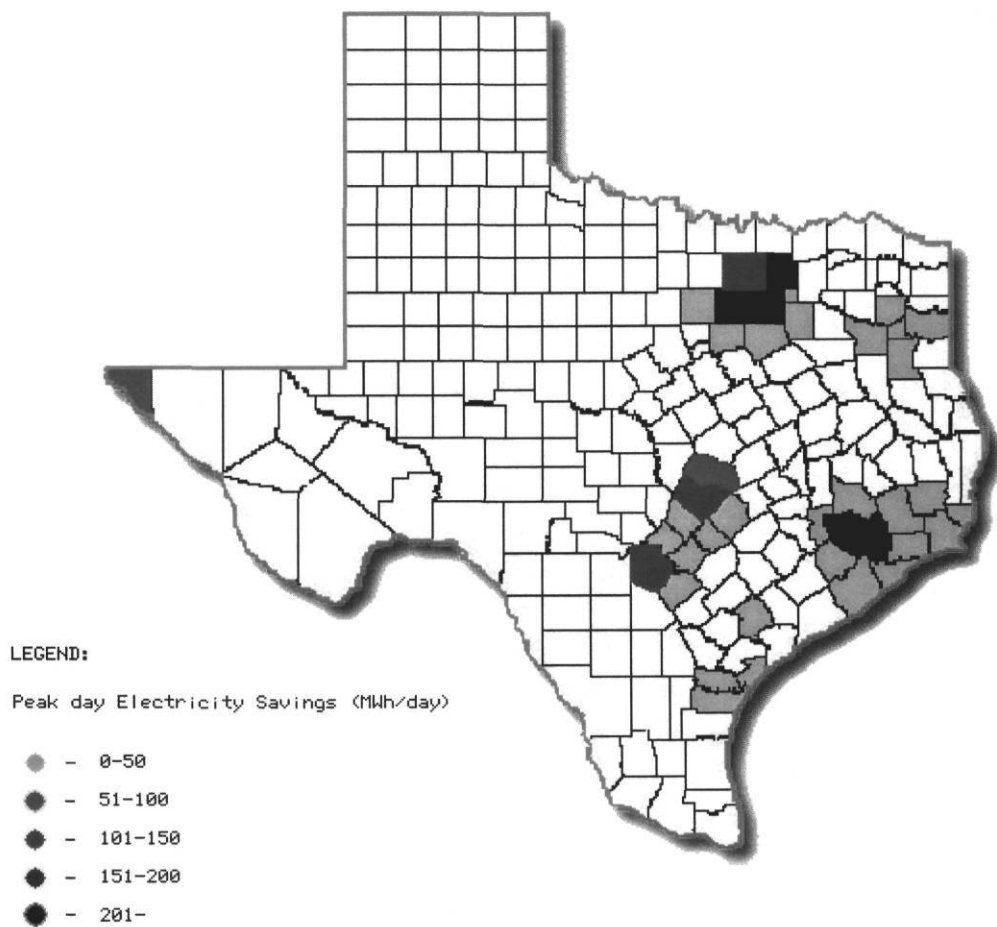 LEGEND:
Peak day Electricity Savings (MWh/day)
- 0-50
- 51-100
- 101-150
- 151-200
- 201-